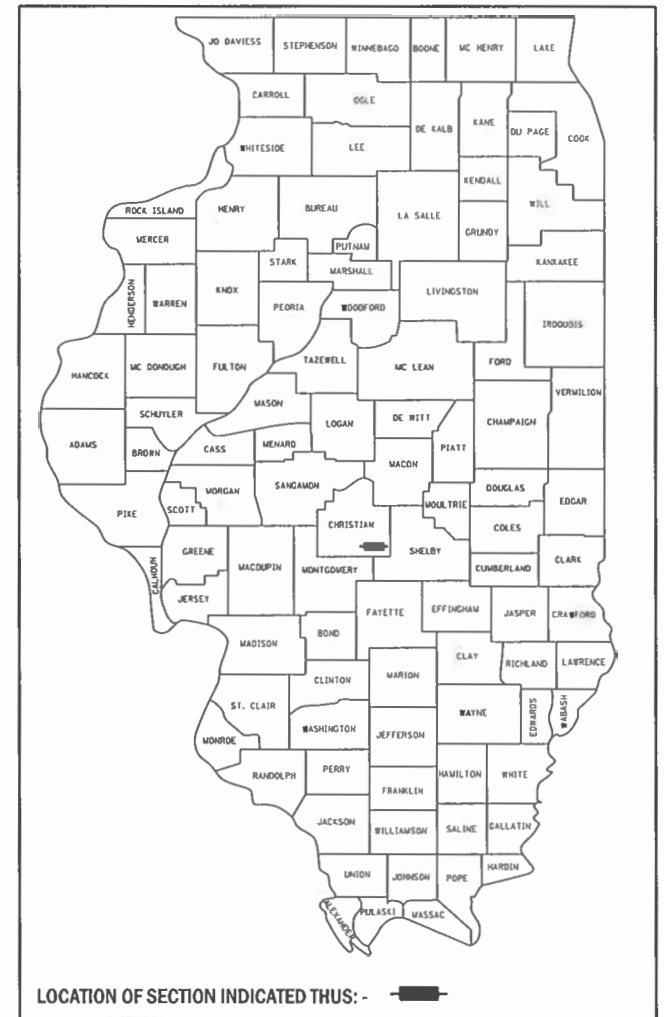 JO DAVIESS STEPHENSON WINNEBAGO BOONE MC HENRY LAKE
CARROLL OGLE
DE KALB KANE DU PAGE COOK
WHITESIDE LEE
KENDALL
ROCK ISLAND HENRY BUREAU LA SALLE WILL
MERCER PUTNAM GRUNDY
STARK MARSHALL KANKAKEE
HENDERSON WARREN KNOX PEORIA WOODFORD LIVINGSTON
IROQUOIS
HANCOCK MC DONOUGH FULTON TAZEWELL MC LEAN FORD
VERMILION
SCHUYLER MASON LOGAN DE WITT CHAMPAIGN
ADAMS BROWN CASS MENARD PIATT
MACON
PIKE SCOTT MORGAN SANGAMON MOULTRIE DOUGLAS EDGAR
CHRISTIAN COLES
CALHOUN GREENE MACOUPIN MONTGOMERY SHELBY CUMBERLAND CLARK
JERSEY
FAYETTE EFFINGHAM JASPER CRAWFORD
MADISON BOND
CLAY RICHLAND LAWRENCE
CLINTON MARION
ST. CLAIR WAYNE EDWARDS WABASH
MONROE WASHINGTON JEFFERSON
RANDOLPH PERRY HAMILTON WHITE
FRANKLIN
JACKSON WILLIAMSON SALINE GALLATIN
UNION JOHNSON POPE HARDIN
ALEXANDER PULASKI MASSAC
LOCATION OF SECTION INDICATED THUS: -